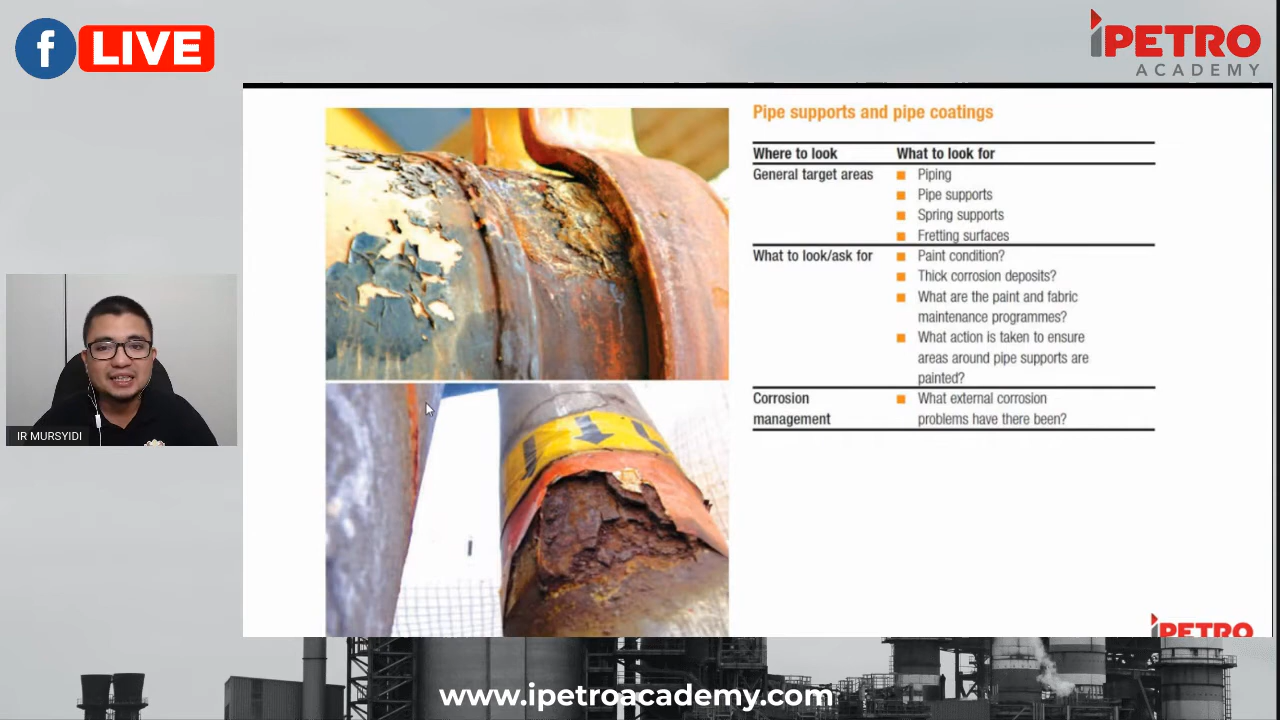 f LIVE
iPETRO
ACADEMY
Pipe supports and pipe coatings
Where to look What to look for
General target areas ■ Piping
■ Pipe supports
■ Spring supports
■ Fretting surfaces
What to look/ask for ■ Paint condition?
■ Thick corrosion deposits?
■ What are the paint and fabric
maintenance programmes?
■ What action is taken to ensure
areas around pipe supports are
painted?
Corrosion ■ What external corrosion
management problems have there been?
IR MURSYIDI
iPETRO
www.ipetroacademy.com